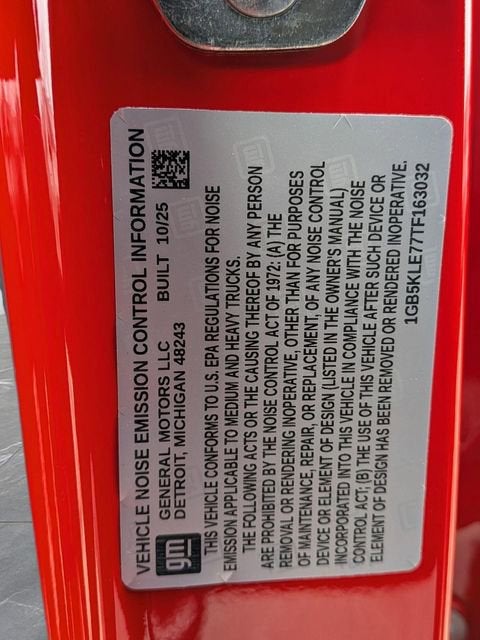 VEHICLE NOISE EMISSION CONTROL INFORMATION
gm
GENERAL MOTORS LLC BUILT 10/25
DETROIT, MICHIGAN 48243
THIS VEHICLE CONFORMS TO U.S. EPA REGULATIONS FOR NOISE
EMISSION APPLICABLE TO MEDIUM AND HEAVY TRUCKS.
THE FOLLOWING ACTS OR THE CAUSING THEREOF BY ANY PERSON
ARE PROHIBITED BY THE NOISE CONTROL ACT OF 1972: (A) THE
REMOVAL OR RENDERING INOPERATIVE, OTHER THAN FOR PURPOSES
OF MAINTENANCE, REPAIR, OR REPLACEMENT, OF ANY NOISE CONTROL
DEVICE OR ELEMENT OF DESIGN (LISTED IN THE OWNER'S MANUAL)
INCORPORATED INTO THIS VEHICLE IN COMPLIANCE WITH THE NOISE
CONTROL ACT; (B) THE USE OF THIS VEHICLE AFTER SUCH DEVICE OR
ELEMENT OF DESIGN HAS BEEN REMOVED OR RENDERED INOPERATIVE.
1GB5KLE77TF163032